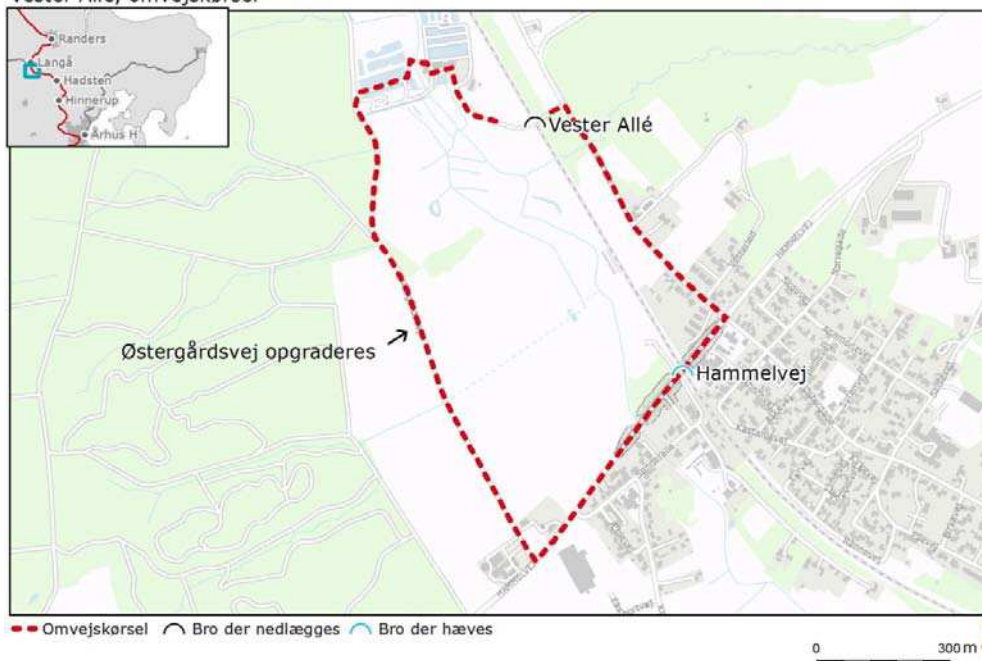 Vester Allé, omvejskørsel
Randers
Langå
Hadsten
Hinnerup
Århus H
Vester Allé
HAMMELVEJ
Østergårdsvej opgraderes
Hammelvej
Omvejskørsel
Bro der nedlægges
Bro der hæves
0
300 m